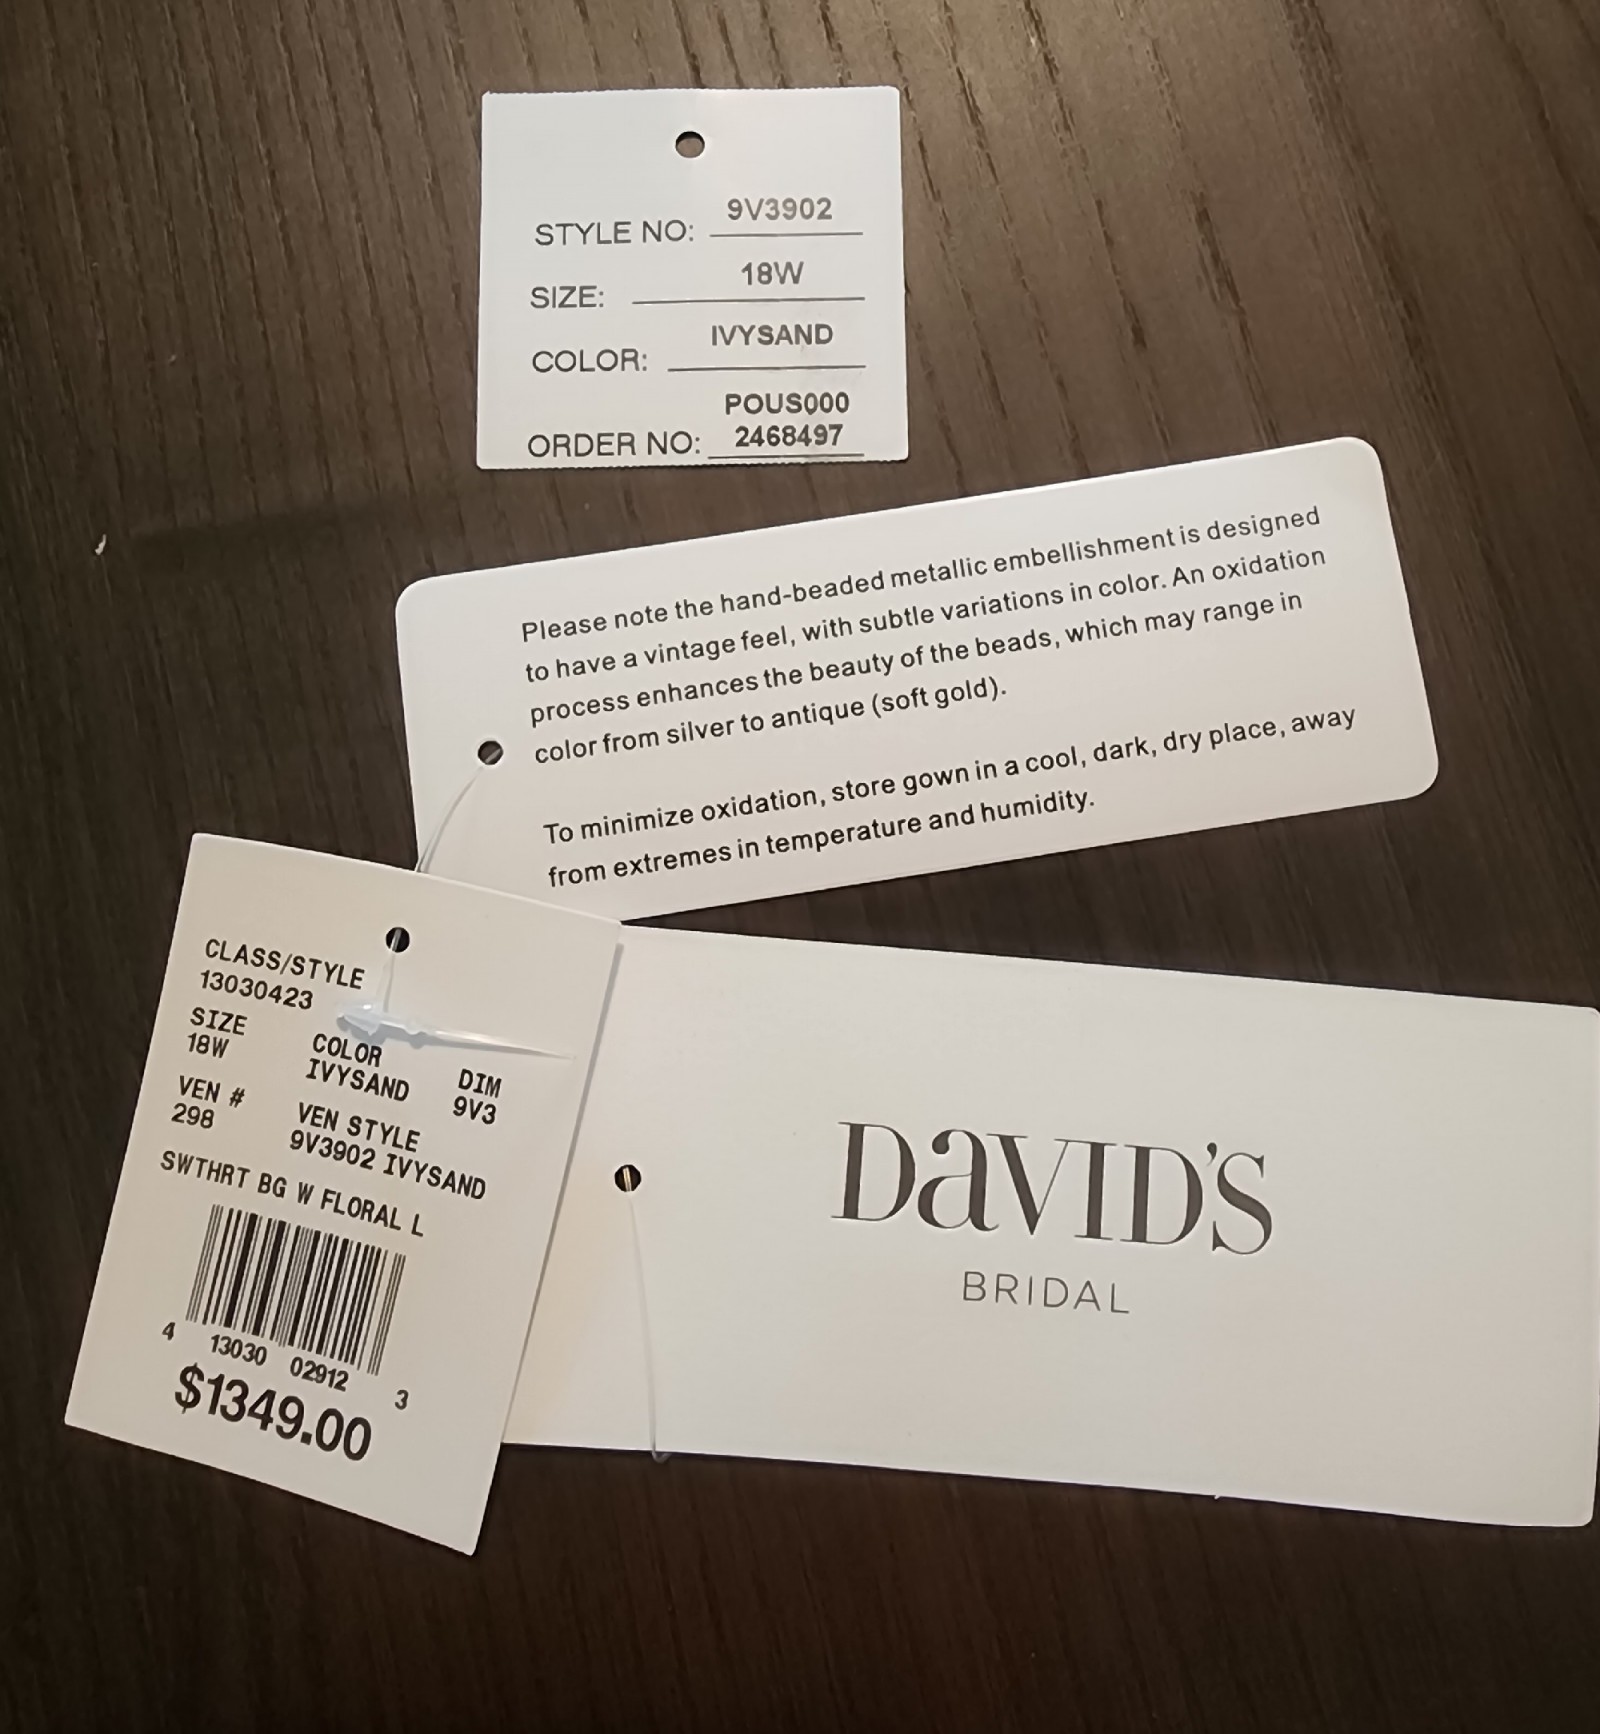 STYLE NO: 9V3902
SIZE: 18W
COLOR: IVYSAND
POUS000
ORDER NO: 2468497
Please note the hand-beaded metallic embellishment is designed
to have a vintage feel, with subtle variations in color. An oxidation
process enhances the beauty of the beads, which may range in
color from silver to antique (soft gold).
To minimize oxidation, store gown in a cool, dark, dry place, away
from extremes in temperature and humidity.
CLASS/STYLE
13030423
SIZE COLOR DIM
18W IVYSAND 9V3
VEN # VEN STYLE
298 9V3902 IVYSAND
SWTHRT BG W FLORAL L
4 13030 02912 3
$1349.00
DAVID'S
BRIDAL